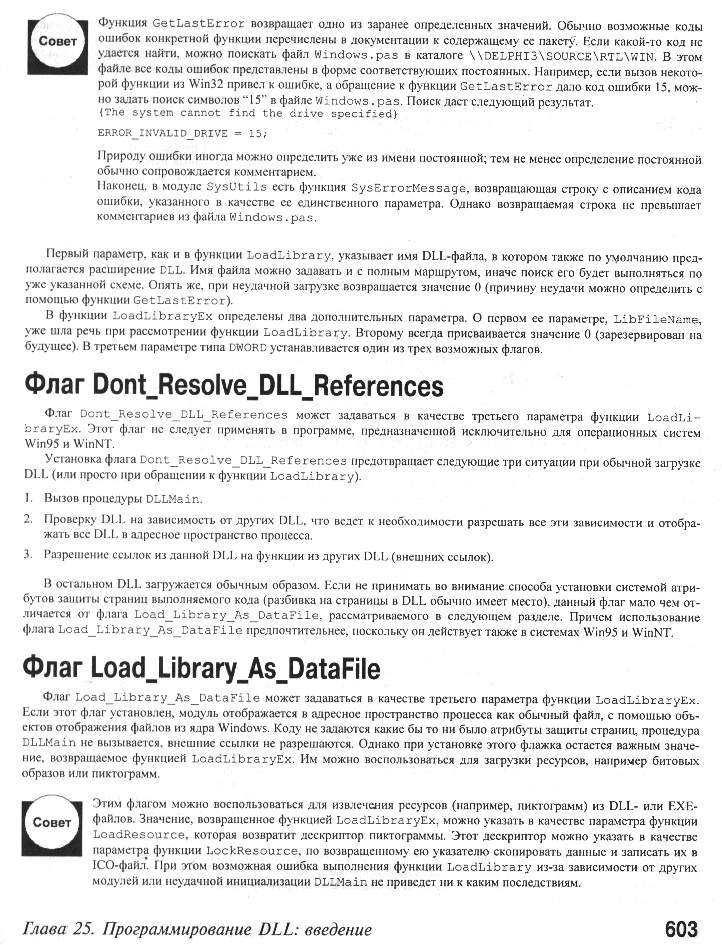 Совет
Функция GetLastError возвращает одно из заранее определенных значений. Обычно возможные коды
ошибок конкретной функции перечислены в документации к содержащему ее пакету. Если какой-то код не
удается найти, можно поискать файл Windows.pas в каталоге \\DELPHI3\SOURCE\RTL\WIN. В этом
файле все коды ошибок представлены в форме соответствующих постоянных. Например, если вызов некото-
рой функции из Win32 привел к ошибке, а обращение к функции GetLastError дало код ошибки 15, мож-
но задать поиск символов "15" в файле Windows.pas. Поиск даст следующий результат.
{The system cannot find the drive specified}
ERROR_INVALID_DRIVE = 15;
Природу ошибки иногда можно определить уже из имени постоянной; тем не менее определение постоянной
обычно сопровождается комментарием.
Наконец, в модуле SysUtils есть функция SysErrorMessage, возвращающая строку с описанием кода
ошибки, указанного в качестве ее единственного параметра. Однако возвращаемая строка не превышает
комментариев из файла Windows.pas.
Первый параметр, как и в функции LoadLibrary, указывает имя DLL-файла, в котором также по умолчанию пред-
полагается расширение DLL. Имя файла можно задавать и с полным маршрутом, иначе поиск его будет выполняться по
уже указанной схеме. Опять же, при неудачной загрузке возвращается значение 0 (причину неудачи можно определить с
помощью функции GetLastError).
В функции LoadLibraryEx определены два дополнительных параметра. О первом ее параметре, LibFileName,
уже шла речь при рассмотрении функции LoadLibrary. Второму всегда присваивается значение 0 (зарезервирован на
будущее). В третьем параметре типа DWORD устанавливается один из трех возможных флагов.
Флаг Dont_Resolve_DLL_References
Флаг Dont_Resolve_DLL_References может задаваться в качестве третьего параметра функции LoadLi-
braryEx. Этот флаг не следует применять в программе, предназначенной исключительно для операционных систем
Win95 и WinNT.
Установка флага Dont_Resolve_DLL_References предотвращает следующие три ситуации при обычной загрузке
DLL (или просто при обращении к функции LoadLibrary).
1. Вызов процедуры DLLMain.
2. Проверку DLL на зависимость от других DLL, что ведет к необходимости разрешать все эти зависимости и отобра-
жать все DLL в адресное пространство процесса.
3. Разрешение ссылок из данной DLL на функции из других DLL (внешних ссылок).
В остальном DLL загружается обычным образом. Если не принимать во внимание способа установки системой атри-
бутов защиты страниц выполняемого кода (разбивка на страницы в DLL обычно имеет место), данный флаг мало чем от-
личается от флага Load_Library_As_DataFile, рассматриваемого в следующем разделе. Причем использование
флага Load_Library_As_DataFile предпочтительнее, поскольку он действует также в системах Win95 и WinNT.
Флаг Load_Library_As_DataFile
Флаг Load_Library_As_DataFile может задаваться в качестве третьего параметра функции LoadLibraryEx.
Если этот флаг установлен, модуль отображается в адресное пространство процесса как обычный файл, с помощью объ-
ектов отображения файлов из ядра Windows. Коду не задаются какие бы то ни было атрибуты защиты страниц, процедура
DLLMain не вызывается, внешние ссылки не разрешаются. Однако при установке этого флажка остается важным значе-
ние, возвращаемое функцией LoadLibraryEx. Им можно воспользоваться для загрузки ресурсов, например битовых
образов или пиктограмм.
Совет
Этим флагом можно воспользоваться для извлечения ресурсов (например, пиктограмм) из DLL- или EXE-
файлов. Значение, возвращенное функцией LoadLibraryEx, можно указать в качестве параметра функции
LoadResource, которая возвратит дескриптор пиктограммы. Этот дескриптор можно указать в качестве
параметра функции LockResource, по возвращенному ею указателю скопировать данные и записать их в
ICO-файл. При этом возможная ошибка выполнения функции LoadLibrary из-за зависимости от других
модулей или неудачной инициализации DLLMain не приведет ни к каким последствиям.
Глава 25. Программирование DLL: введение
603